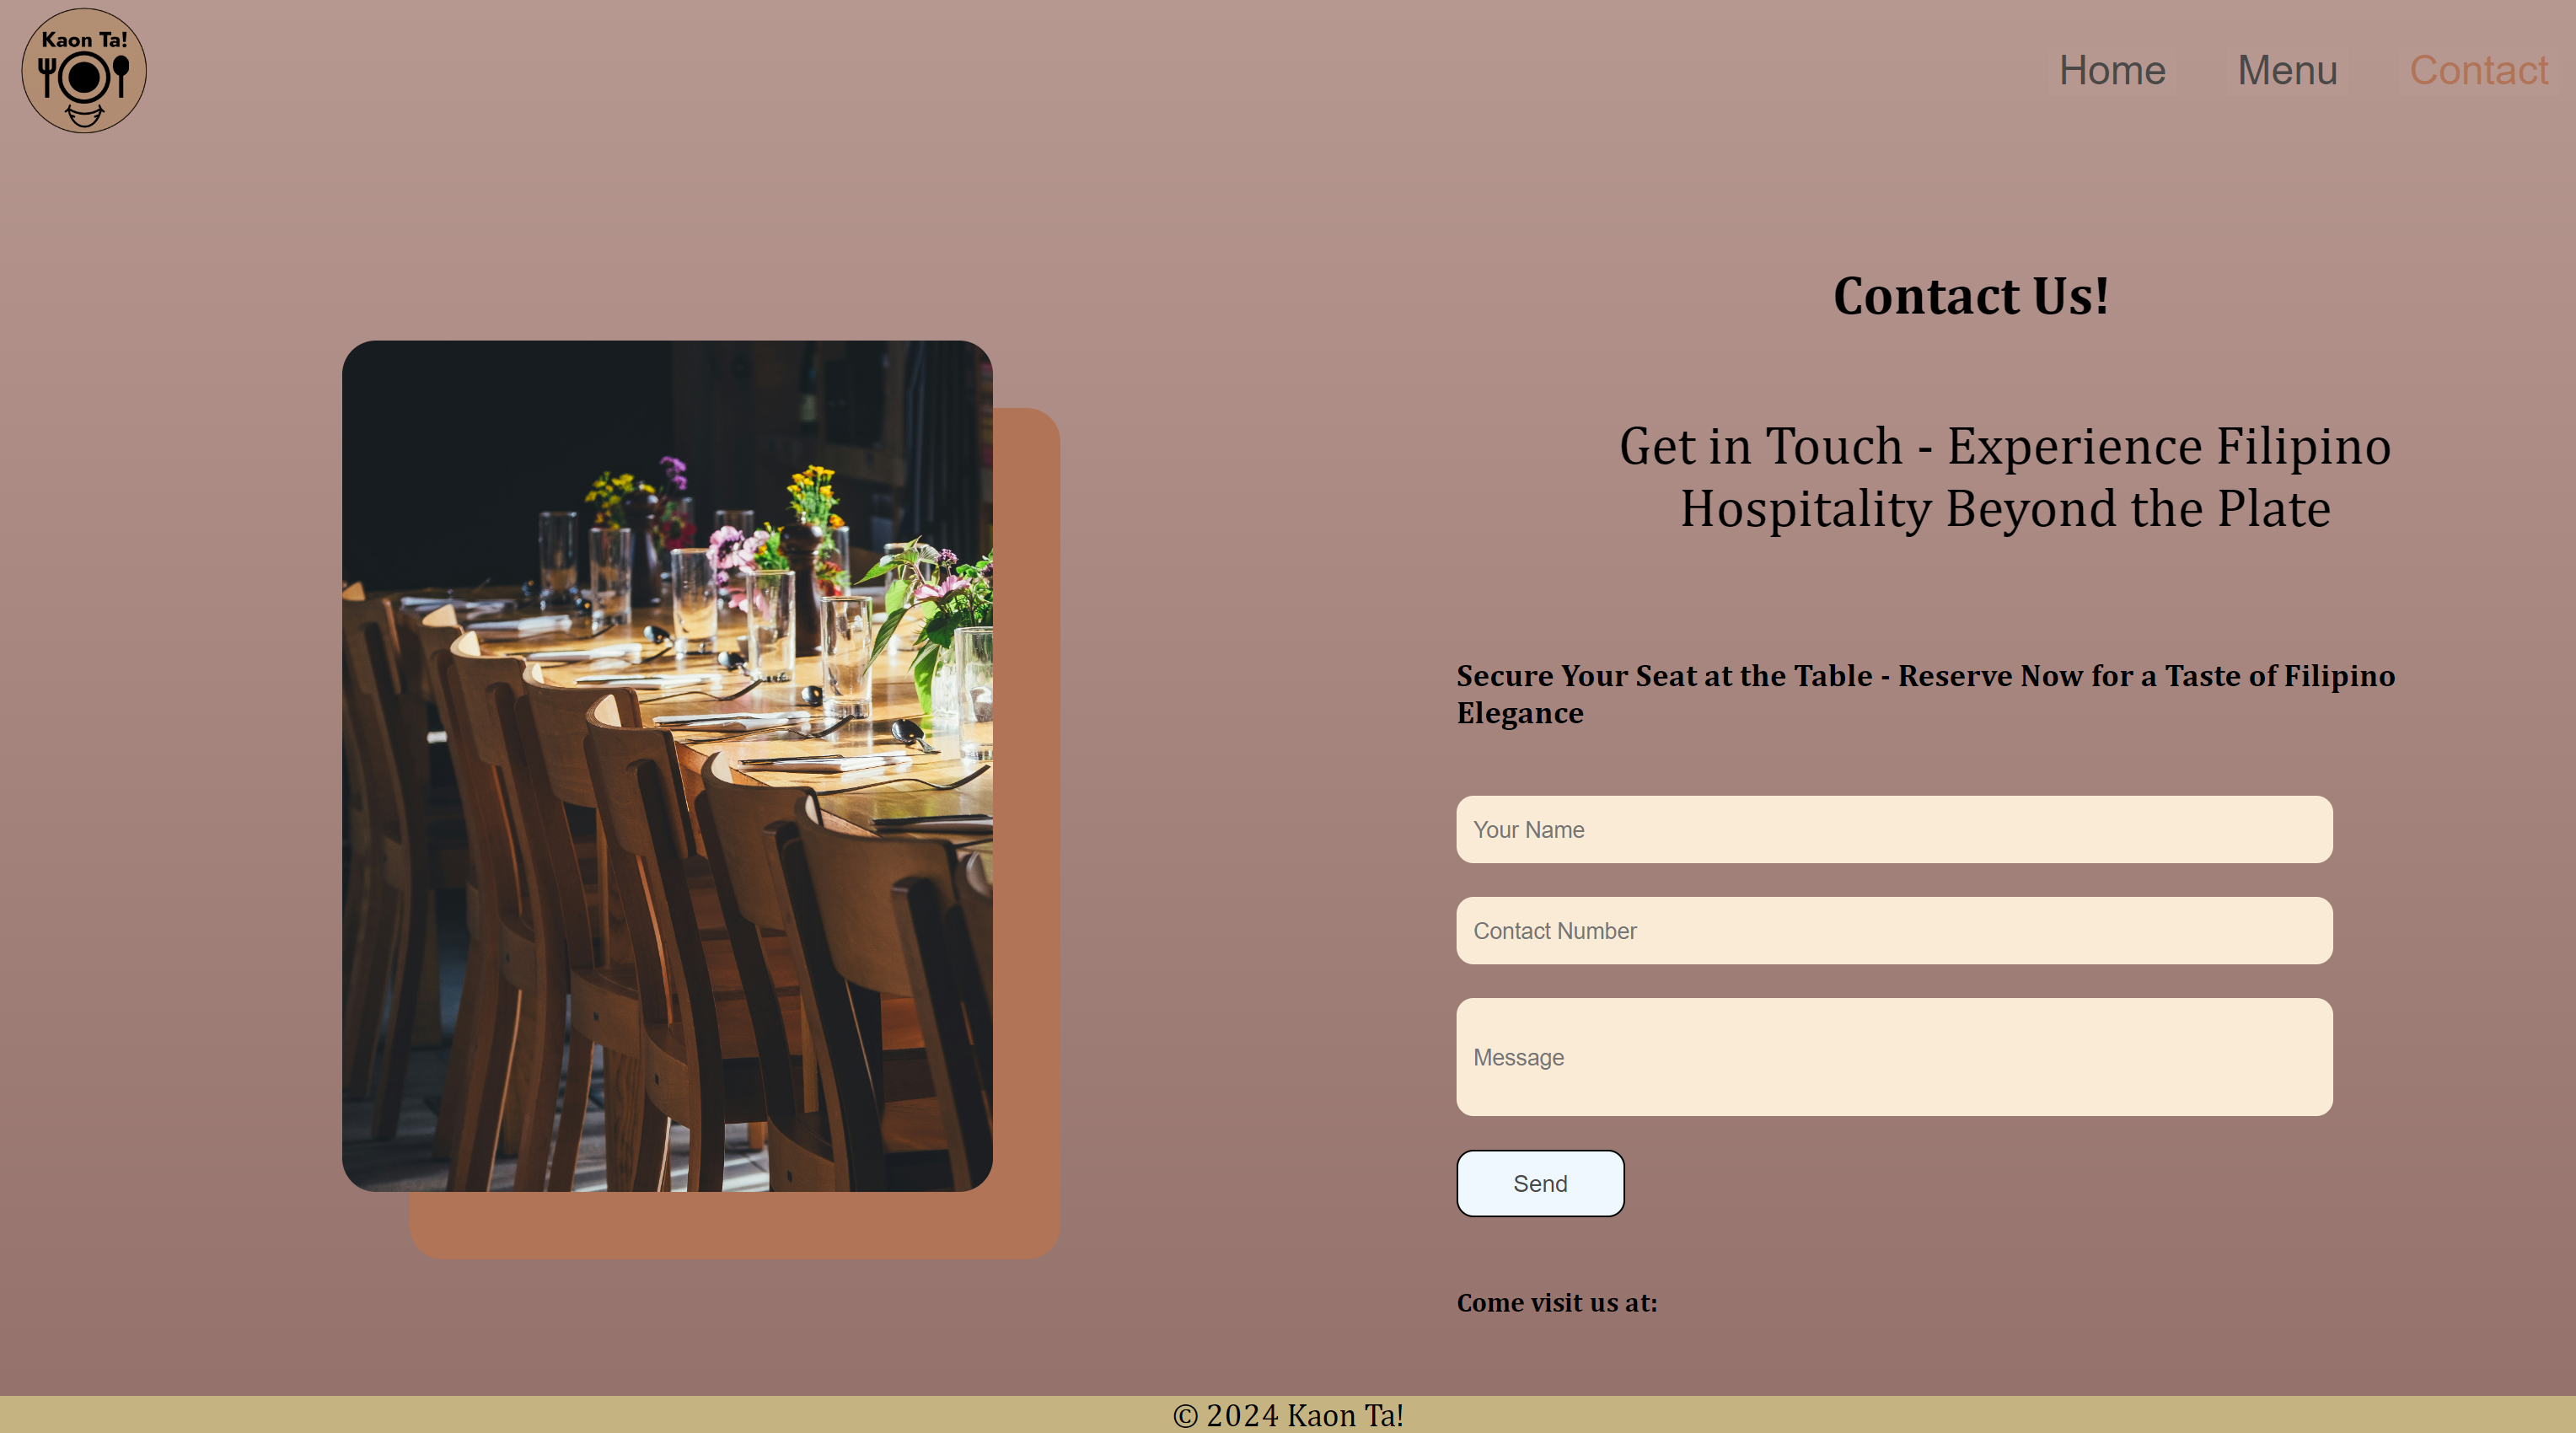 Kaon Ta!
Home Menu Contact
Contact Us!
Get in Touch - Experience Filipino
Hospitality Beyond the Plate
Secure Your Seat at the Table - Reserve Now for a Taste of Filipino
Elegance
Your Name
Contact Number
Message
Send
Come visit us at:
© 2024 Kaon Ta!